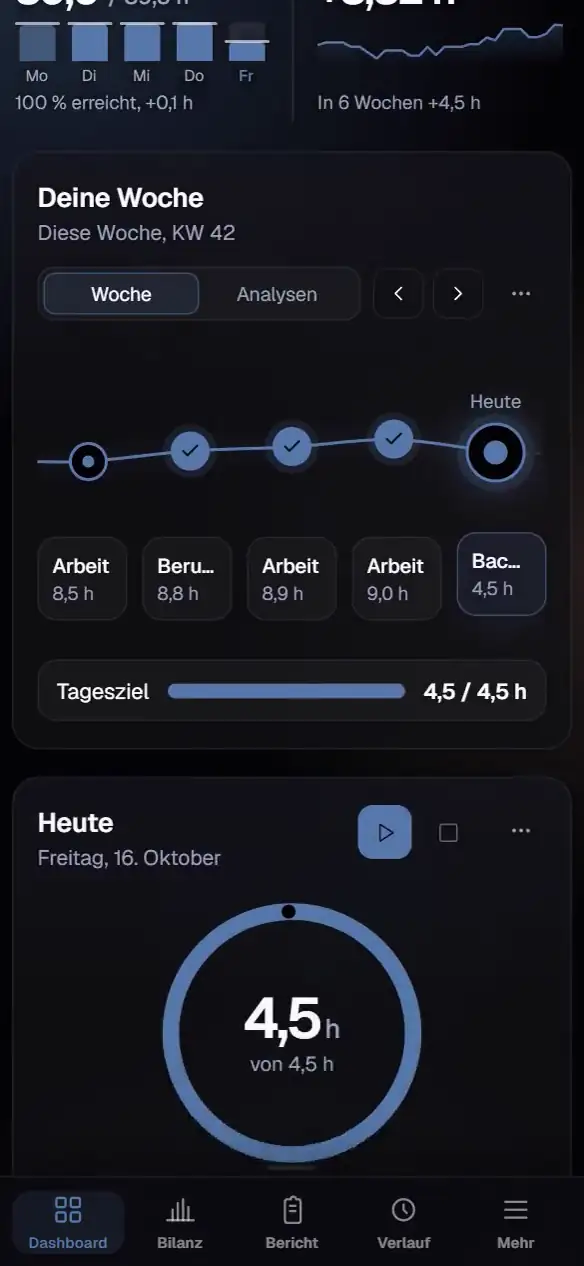 Mo Di Mi Do Fr
100 % erreicht, +0,1 h
In 6 Wochen +4,5 h
Deine Woche
Diese Woche, KW 42
Woche
Analysen
Heute
Arbeit
8,5 h
Beru...
8,8 h
Arbeit
8,9 h
Arbeit
9,0 h
Bac...
4,5 h
Tagesziel
4,5 / 4,5 h
Heute
Freitag, 16. Oktober
4,5 h
von 4,5 h
Dashboard
Bilanz
Bericht
Verlauf
Mehr